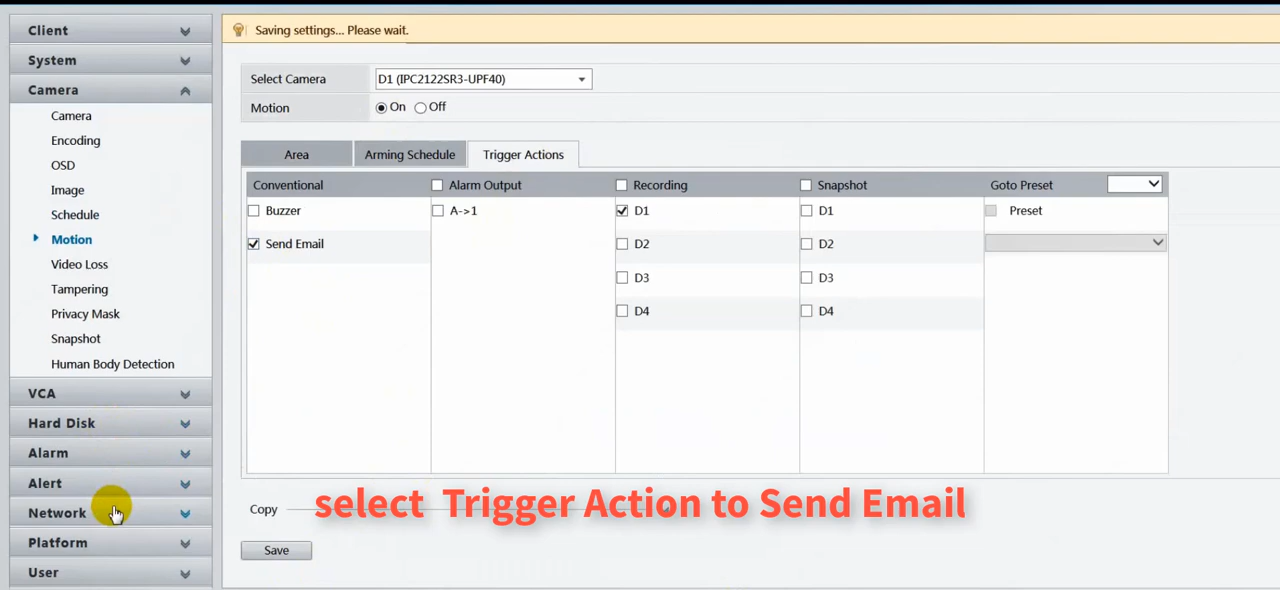 Client
System
Camera
Camera
Encoding
OSD
Image
Schedule
Motion
Video Loss
Tampering
Privacy Mask
Snapshot
Human Body Detection
VCA
Hard Disk
Alarm
Alert
Network
Platform
User
Saving settings... Please wait.
Select Camera D1 (IPC2122SR3-UPF40)
Motion On Off
Area Arming Schedule Trigger Actions
Conventional Alarm Output Recording Snapshot Goto Preset
Buzzer A->1 D1 D1 Preset
Send Email D2 D2
D3 D3
D4 D4
Copy
select Trigger Action to Send Email
Save